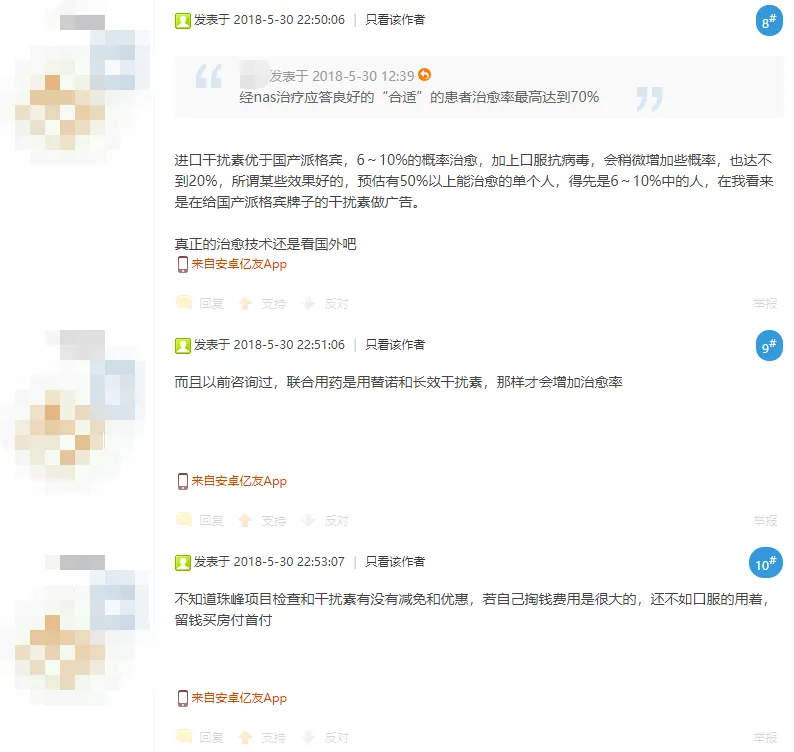 发表于 2018-5-30 22:50:06 | 只看该作者
8#
发表于 2018-5-30 12:39
经nas治疗应答良好的“合适”的患者治愈率最高达到70%
进口干扰素优于国产派格宾，6～10%的概率治愈，加上口服抗病毒，会稍微增加些概率，也达不
到20%，所谓某些效果好的，预估有50%以上能治愈的单个人，得先是6～10%中的人，在我看来
是在给国产派格宾牌子的干扰素做广告。
真正的治愈技术还是看国外吧
来自安卓亿友App
回复 支持 反对 举报
发表于 2018-5-30 22:51:06 | 只看该作者
9#
而且以前咨询过，联合用药是用替诺和长效干扰素，那样才会增加治愈率
来自安卓亿友App
回复 支持 反对 举报
发表于 2018-5-30 22:53:07 | 只看该作者
10#
不知道珠峰项目检查和干扰素有没有减免和优惠，若自己掏钱费用是很大的，还不如口服的用着，
留钱买房付首付
来自安卓亿友App
回复 支持 反对 举报